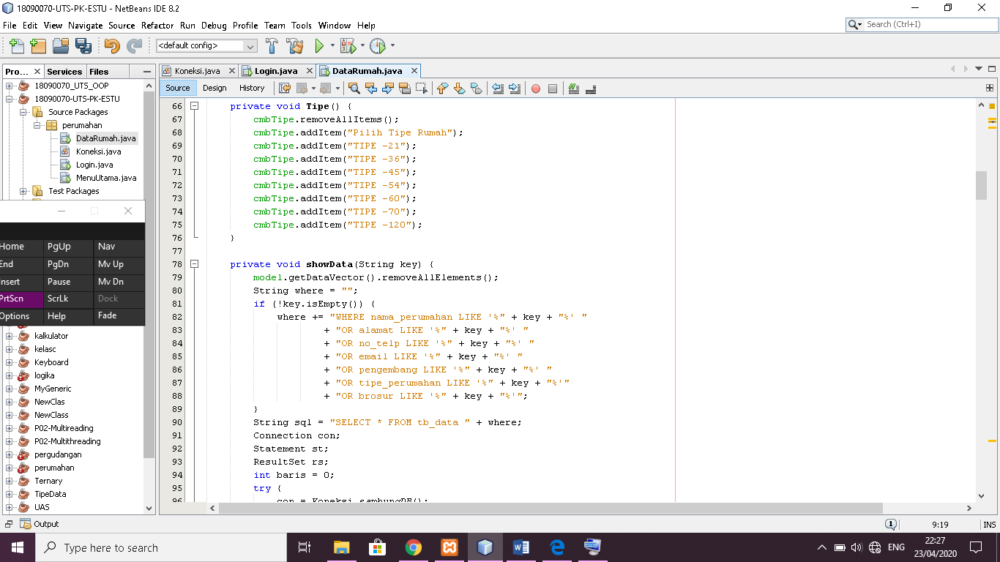 18090070-UTS-PK-ESTU - NetBeans IDE 8.2
File Edit View Navigate Source Refactor Run Debug Profile Team Tools Window Help
Search (Ctrl+I)
<default config>
Pro... Services Files
Koneksi.java Login.java DataRumah.java
Source Design History
18090070_UTS_OOP
18090070-UTS-PK-ESTU
Source Packages
perumahan
DataRumah.java
Koneksi.java
Login.java
MenuUtama.java
Test Packages
Home PgUp Nav
End PgDn Mv Up
Insert Pause Mv Dn
PrtScn ScrLk Dock
Options Help Fade
kalkulator
kelasc
Keyboard
logika
MyGeneric
NewClas
NewClass
P02-Multireading
P02-Multithreading
pergudangan
perumahan
Ternary
TipeData
UAS
66 private void Tipe() {
67 cmbTipe.removeAllItems();
68 cmbTipe.addItem("Pilih Tipe Rumah");
69 cmbTipe.addItem("TIPE -21");
70 cmbTipe.addItem("TIPE -36");
71 cmbTipe.addItem("TIPE -45");
72 cmbTipe.addItem("TIPE -54");
73 cmbTipe.addItem("TIPE -60");
74 cmbTipe.addItem("TIPE -70");
75 cmbTipe.addItem("TIPE -120");
76 }
77
78 private void showData(String key) {
79 model.getDataVector().removeAllElements();
80 String where = "";
81 if (!key.isEmpty()) {
82 where += "WHERE nama_perumahan LIKE '%" + key + "%' "
83 + "OR alamat LIKE '%" + key + "%' "
84 + "OR no_telp LIKE '%" + key + "%' "
85 + "OR email LIKE '%" + key + "%' "
86 + "OR pengembang LIKE '%" + key + "%' "
87 + "OR tipe_perumahan LIKE '%" + key + "%'"
88 + "OR brosur LIKE '%" + key + "%'";
89 }
90 String sql = "SELECT * FROM tb_data " + where;
91 Connection con;
92 Statement st;
93 ResultSet rs;
94 int baris = 0;
95 try {
96 con = Koneksi.sambungDB();
Output
1 9:19 INS
Type here to search
ENG
22:27
23/04/2020